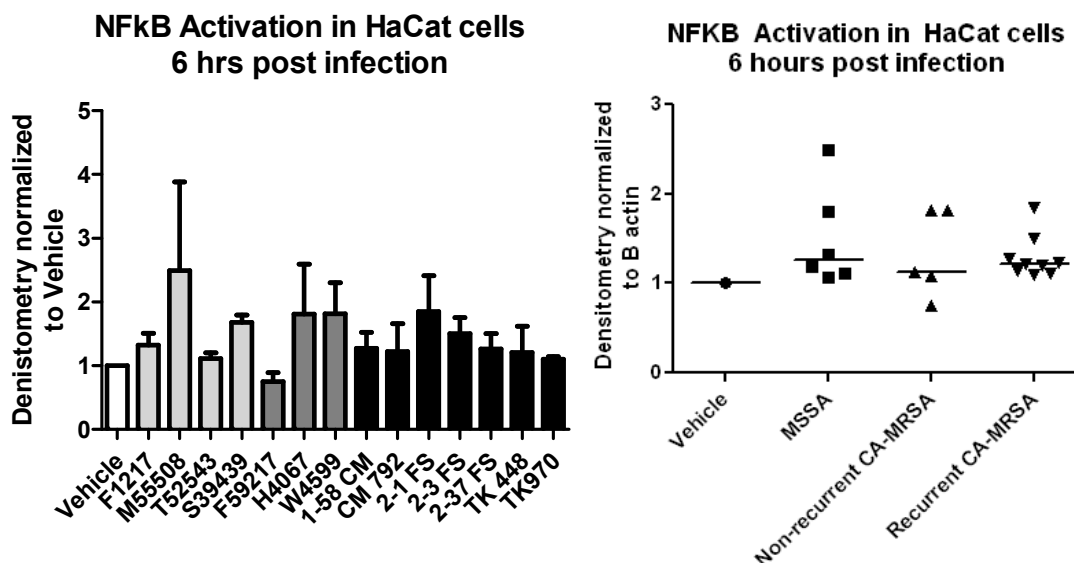 NFkB Activation in HaCat cells
6 hrs post infection
Denistometry normalized
to Vehicle
5
4
3
2
1
0
Vehicle
F1217
M55508
T52543
S39439
F59217
H4067
W4599
1-58 CM
CM 792
2-1 FS
2-3 FS
2-37 FS
TK 448
TK970
NFKB Activation in HaCat cells
6 hours post infection
Densitometry normalized
to B actin
3
2
1
0
Vehicle
MSSA
Non-recurrent CA-MRSA
Recurrent CA-MRSA